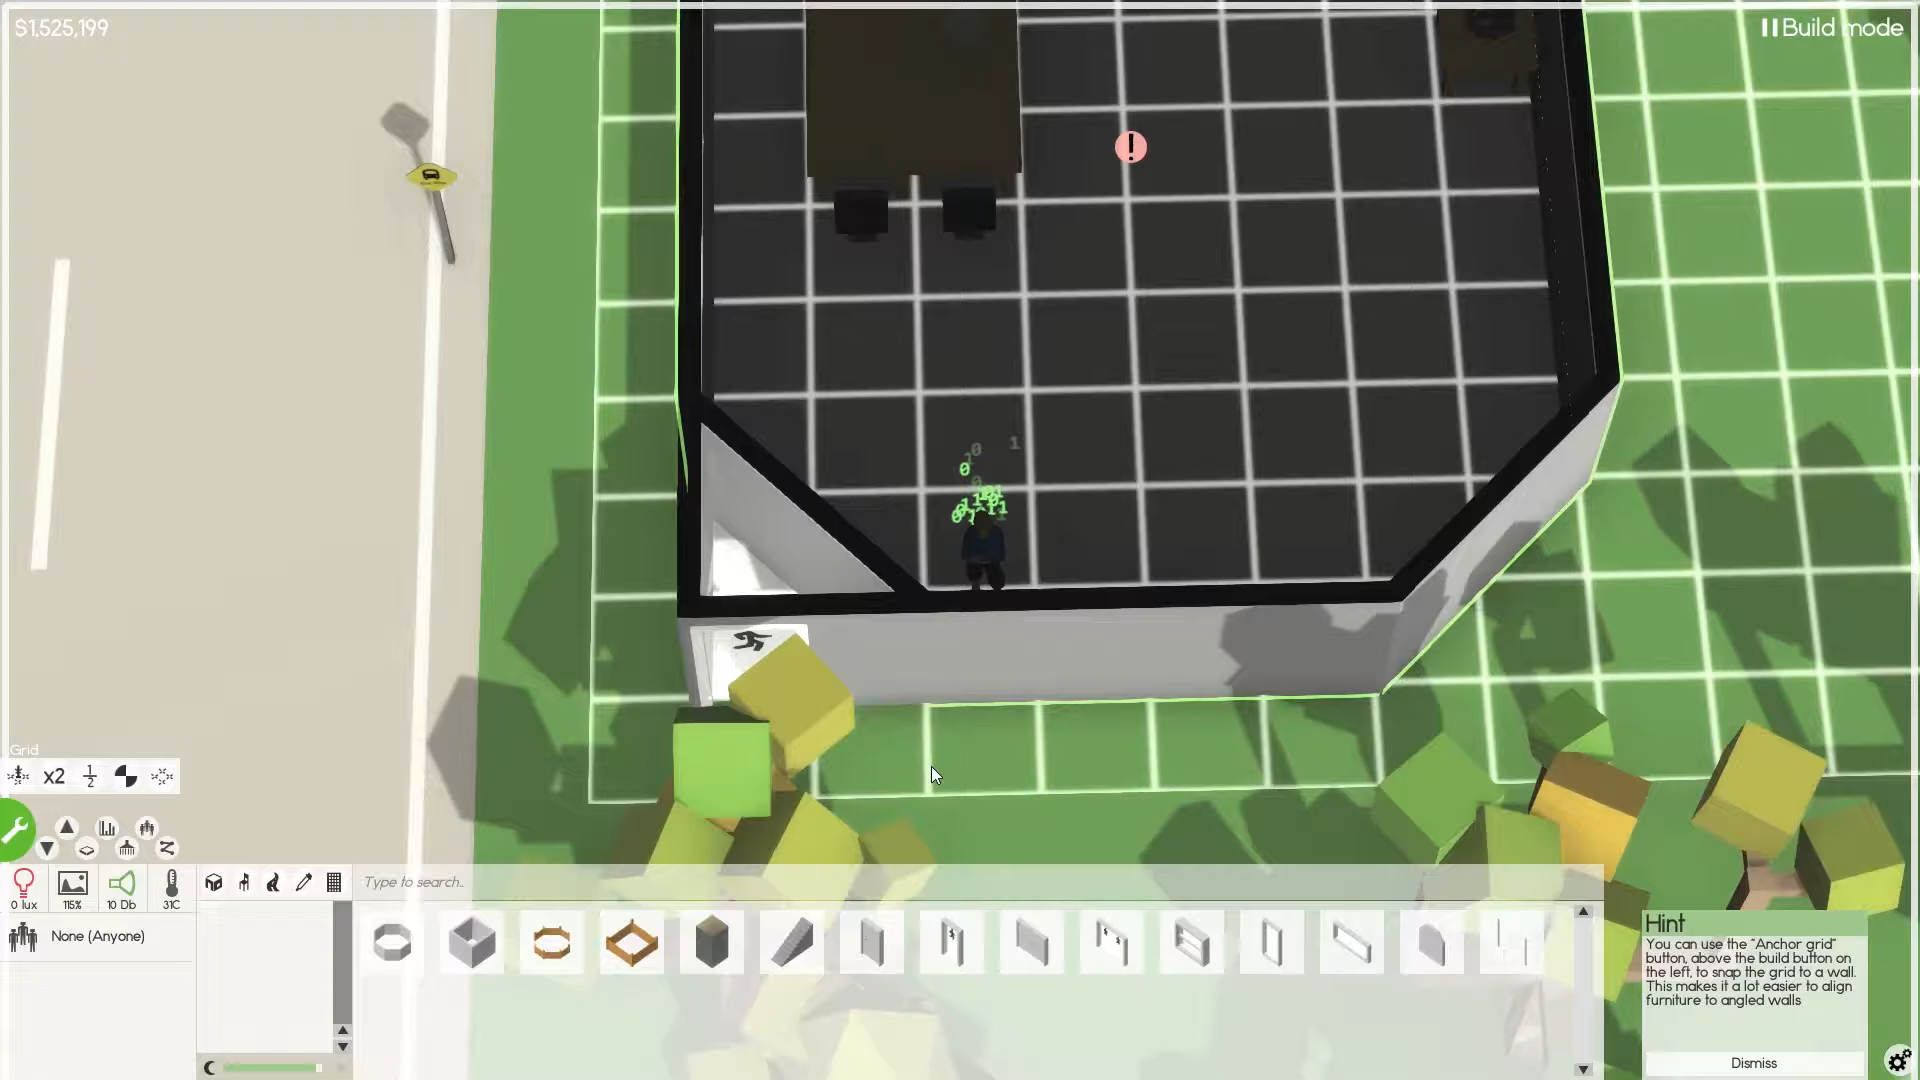 $1,525,199
Build mode
!
Grid
x2
1/2
0 lux
115%
10 Db
31C
Type to search..
None (Anyone)
Hint
You can use the "Anchor grid"
button, above the build button on
the left, to snap the grid to a wall.
This makes it a lot easier to align
furniture to angled walls
Dismiss